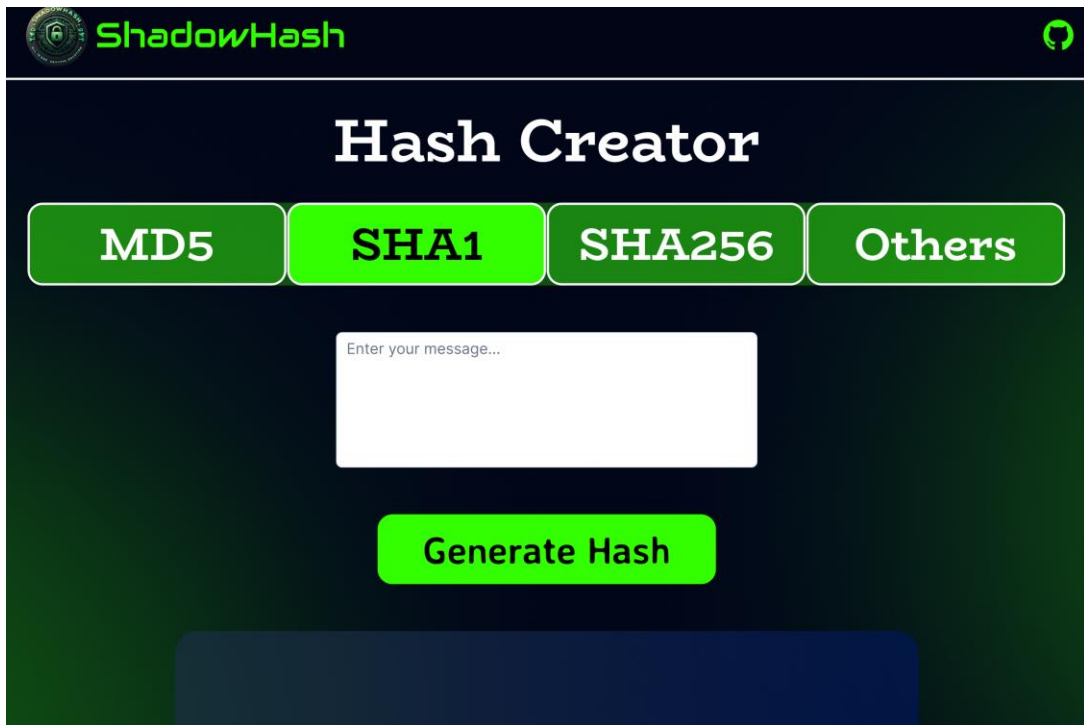 ShadowHash
Hash Creator
MD5
SHA1
SHA256
Others
Enter your message...
Generate Hash